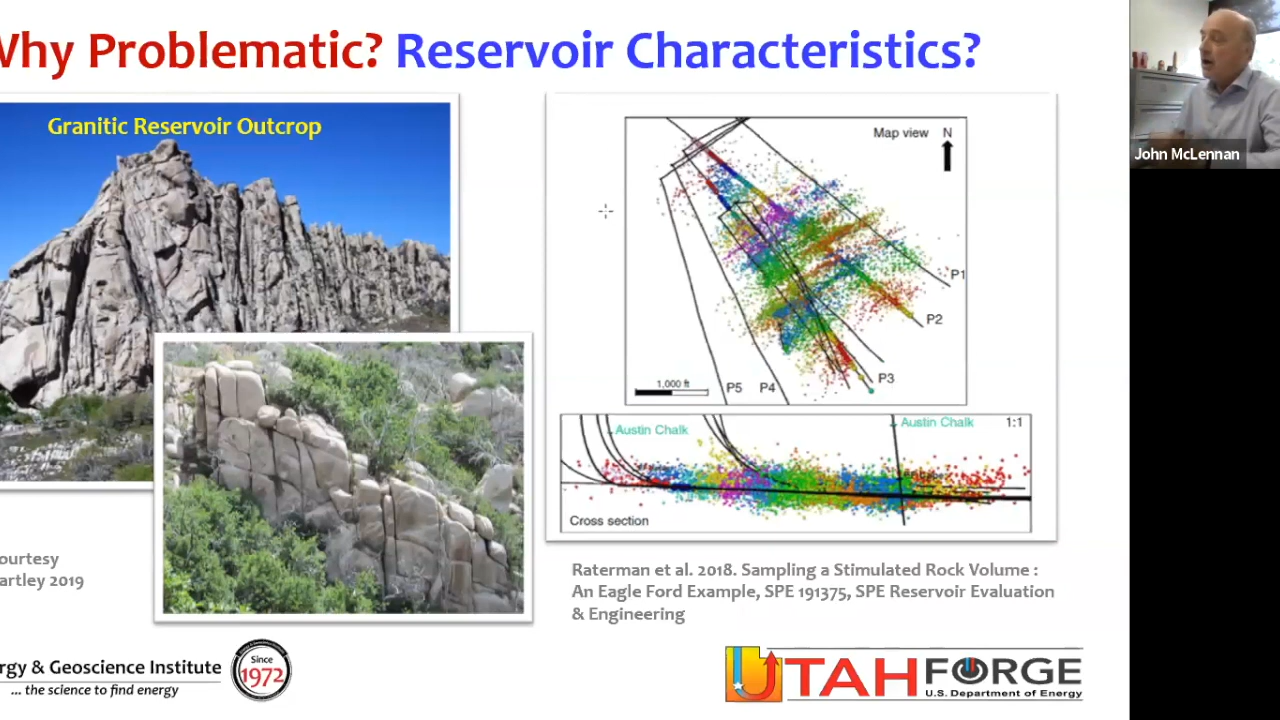 Why Problematic? Reservoir Characteristics?
Granitic Reservoir Outcrop
Map view N
P1
P2
P3
P4
P5
1,000 ft
Austin Chalk
Austin Chalk
1:1
Cross section
ourtesy
artley 2019
Raterman et al. 2018. Sampling a Stimulated Rock Volume :
An Eagle Ford Example, SPE 191375, SPE Reservoir Evaluation
& Engineering
rgy & Geoscience Institute
... the science to find energy
Since
1972
UTAH FORGE
U.S. Department of Energy
John McLennan